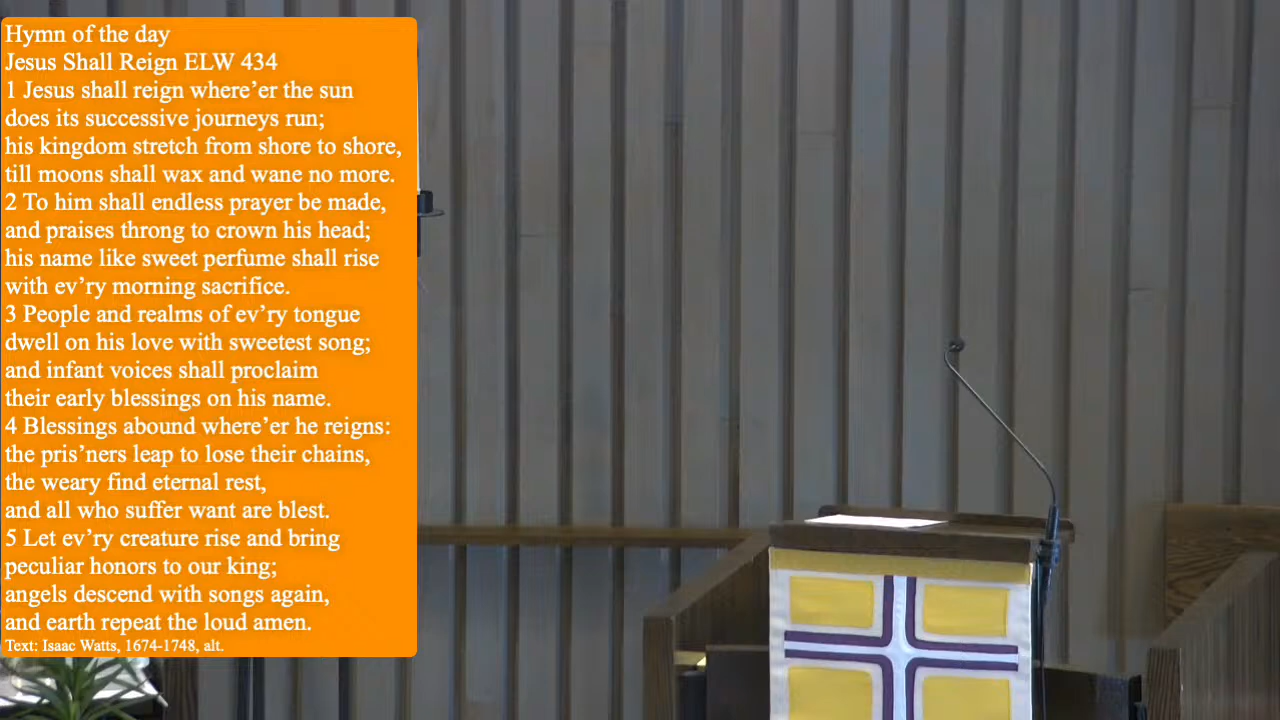 Hymn of the day
Jesus Shall Reign ELW 434
1 Jesus shall reign where’er the sun
does its successive journeys run;
his kingdom stretch from shore to shore,
till moons shall wax and wane no more.
2 To him shall endless prayer be made,
and praises throng to crown his head;
his name like sweet perfume shall rise
with ev’ry morning sacrifice.
3 People and realms of ev’ry tongue
dwell on his love with sweetest song;
and infant voices shall proclaim
their early blessings on his name.
4 Blessings abound where’er he reigns:
the pris’ners leap to lose their chains,
the weary find eternal rest,
and all who suffer want are blest.
5 Let ev’ry creature rise and bring
peculiar honors to our king;
angels descend with songs again,
and earth repeat the loud amen.
Text: Isaac Watts, 1674-1748, alt.